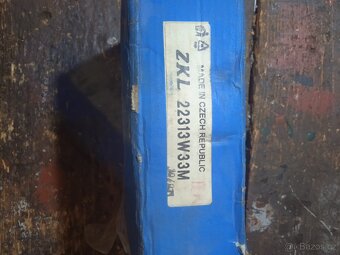 MADE IN CZECH REPUBLIC
ZKL 22313W33M